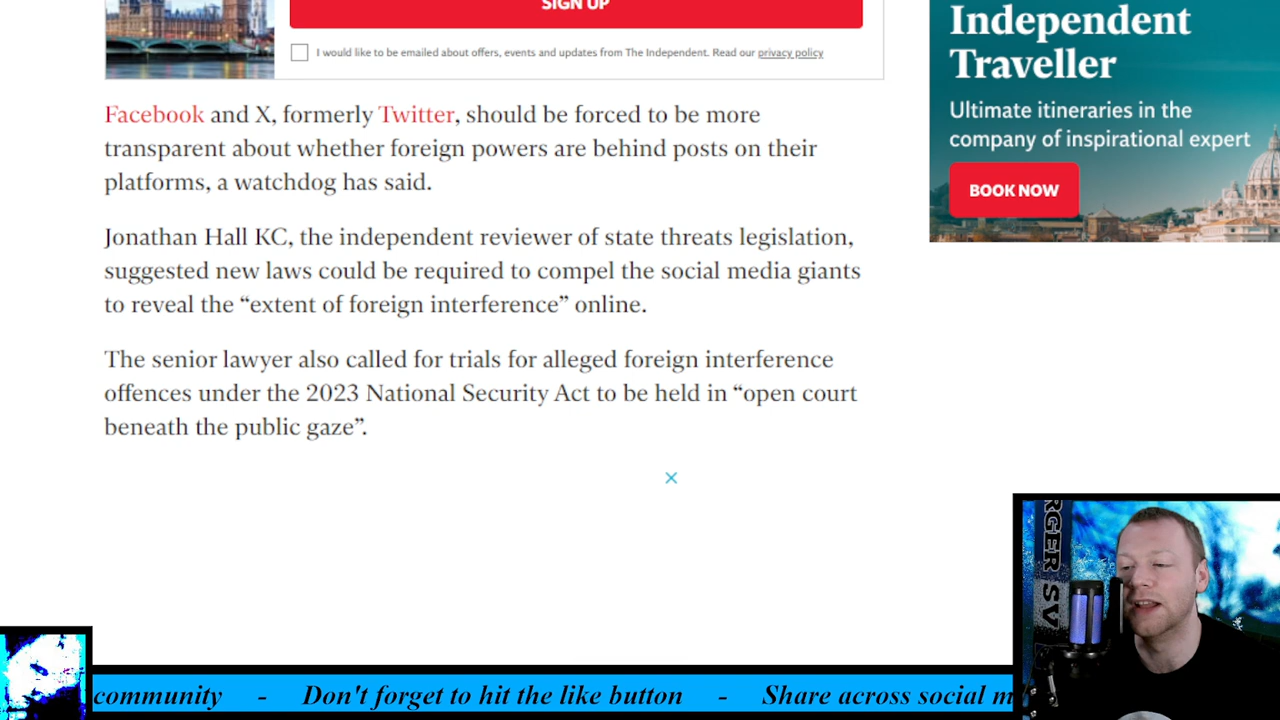 SIGN UP
I would like to be emailed about offers, events and updates from The Independent. Read our privacy policy
Facebook and X, formerly Twitter, should be forced to be more
transparent about whether foreign powers are behind posts on their
platforms, a watchdog has said.
Jonathan Hall KC, the independent reviewer of state threats legislation,
suggested new laws could be required to compel the social media giants
to reveal the “extent of foreign interference” online.
The senior lawyer also called for trials for alleged foreign interference
offences under the 2023 National Security Act to be held in “open court
beneath the public gaze”.
Independent
Traveller
Ultimate itineraries in the
company of inspirational expert
BOOK NOW
RGER SV
community - Don't forget to hit the like button - Share across social m